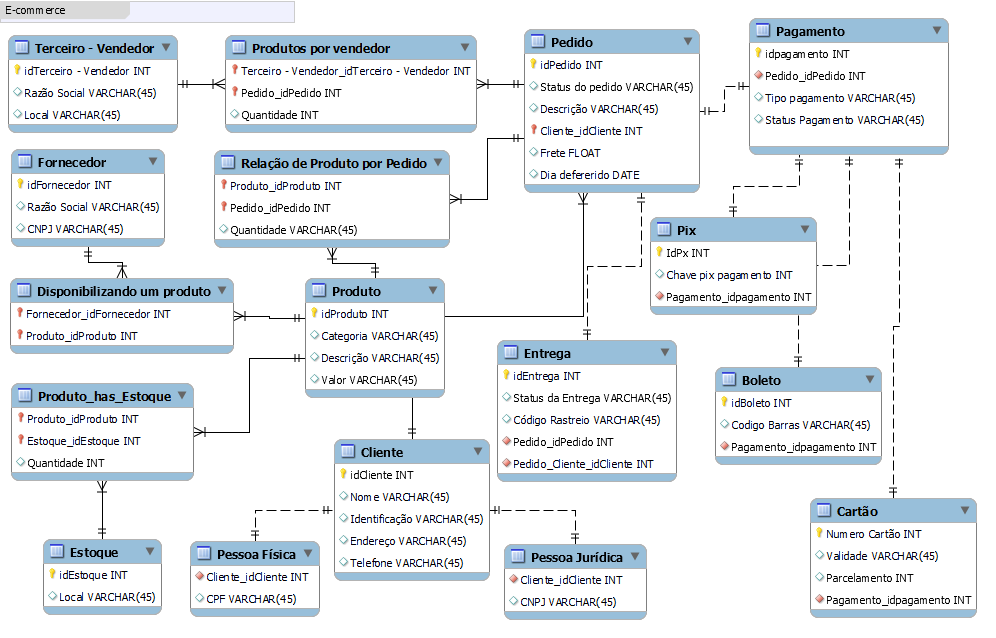 E-commerce
Terceiro - Vendedor
idTerceiro - Vendedor INT
Razão Social VARCHAR(45)
Local VARCHAR(45)
Produtos por vendedor
Terceiro - Vendedor_idTerceiro - Vendedor INT
Pedido_idPedido INT
Quantidade INT
Pedido
idPedido INT
Status do pedido VARCHAR(45)
Descrição VARCHAR(45)
Cliente_idCliente INT
Frete FLOAT
Dia defererido DATE
Pagamento
idpagamento INT
Pedido_idPedido INT
Tipo pagamento VARCHAR(45)
Status Pagamento VARCHAR(45)
Fornecedor
idFornecedor INT
Razão Social VARCHAR(45)
CNPJ VARCHAR(45)
Relação de Produto por Pedido
Produto_idProduto INT
Pedido_idPedido INT
Quantidade VARCHAR(45)
Pix
IdPx INT
Chave pix pagamento INT
Pagamento_idpagamento INT
Disponibilizando um produto
Fornecedor_idFornecedor INT
Produto_idProduto INT
Produto
idProduto INT
Categoria VARCHAR(45)
Descrição VARCHAR(45)
Valor VARCHAR(45)
Entrega
idEntrega INT
Status da Entrega VARCHAR(45)
Código Rastreio VARCHAR(45)
Pedido_idPedido INT
Pedido_Cliente_idCliente INT
Boleto
idBoleto INT
Codigo Barras VARCHAR(45)
Pagamento_idpagamento INT
Produto_has_Estoque
Produto_idProduto INT
Estoque_idEstoque INT
Quantidade INT
Cliente
idCliente INT
Nome VARCHAR(45)
Identificação VARCHAR(45)
Endereço VARCHAR(45)
Telefone VARCHAR(45)
Cartão
Numero Cartão INT
Validade VARCHAR(45)
Parcelamento INT
Pagamento_idpagamento INT
Estoque
idEstoque INT
Local VARCHAR(45)
Pessoa Física
Cliente_idCliente INT
CPF VARCHAR(45)
Pessoa Jurídica
Cliente_idCliente INT
CNPJ VARCHAR(45)